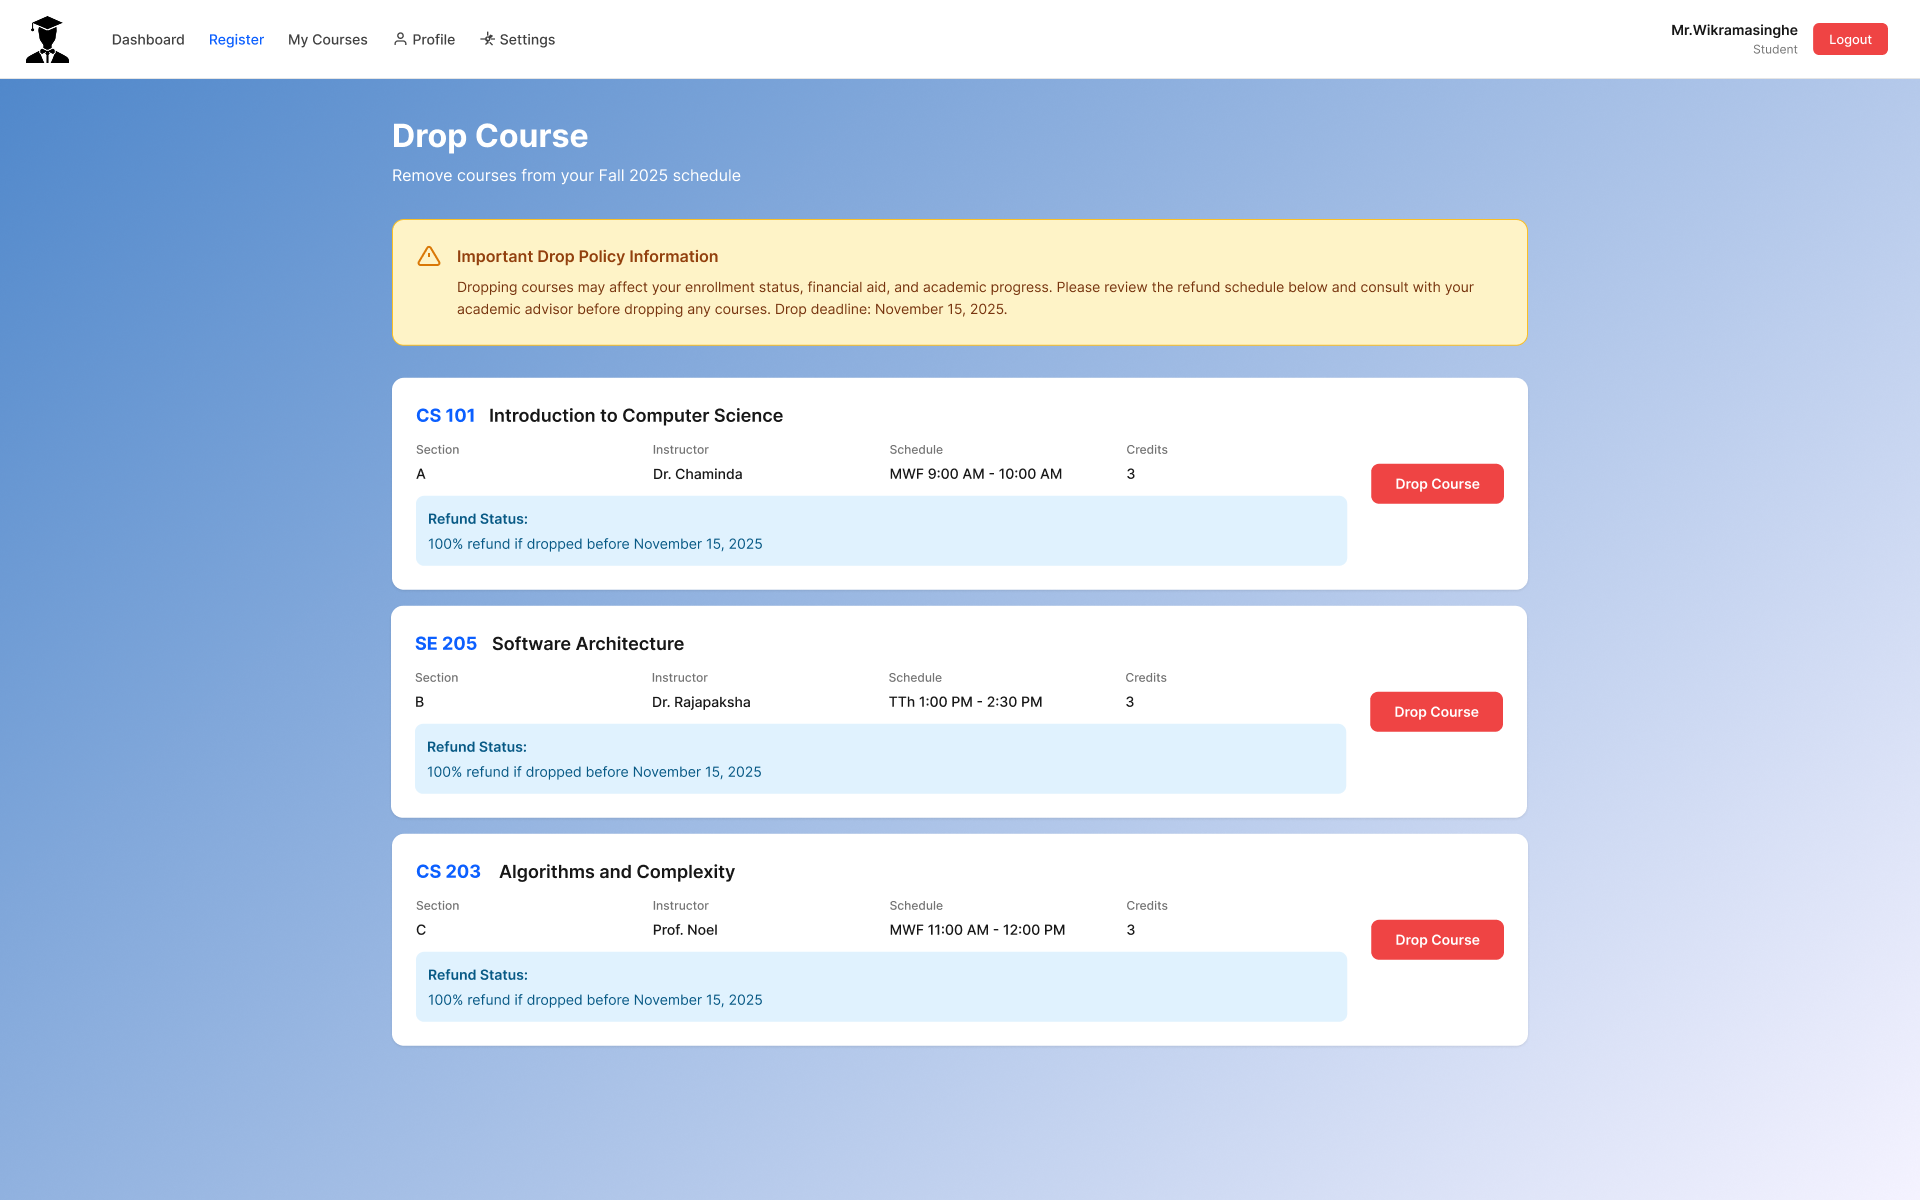 Dashboard Register My Courses Profile Settings
Mr.Wikramasinghe
Student
Logout
Drop Course
Remove courses from your Fall 2025 schedule
Important Drop Policy Information
Dropping courses may affect your enrollment status, financial aid, and academic progress. Please review the refund schedule below and consult with your
academic advisor before dropping any courses. Drop deadline: November 15, 2025.
CS 101 Introduction to Computer Science
Section Instructor Schedule Credits
A Dr. Chaminda MWF 9:00 AM - 10:00 AM 3
Drop Course
Refund Status:
100% refund if dropped before November 15, 2025
SE 205 Software Architecture
Section Instructor Schedule Credits
B Dr. Rajapaksha TTh 1:00 PM - 2:30 PM 3
Drop Course
Refund Status:
100% refund if dropped before November 15, 2025
CS 203 Algorithms and Complexity
Section Instructor Schedule Credits
C Prof. Noel MWF 11:00 AM - 12:00 PM 3
Drop Course
Refund Status:
100% refund if dropped before November 15, 2025